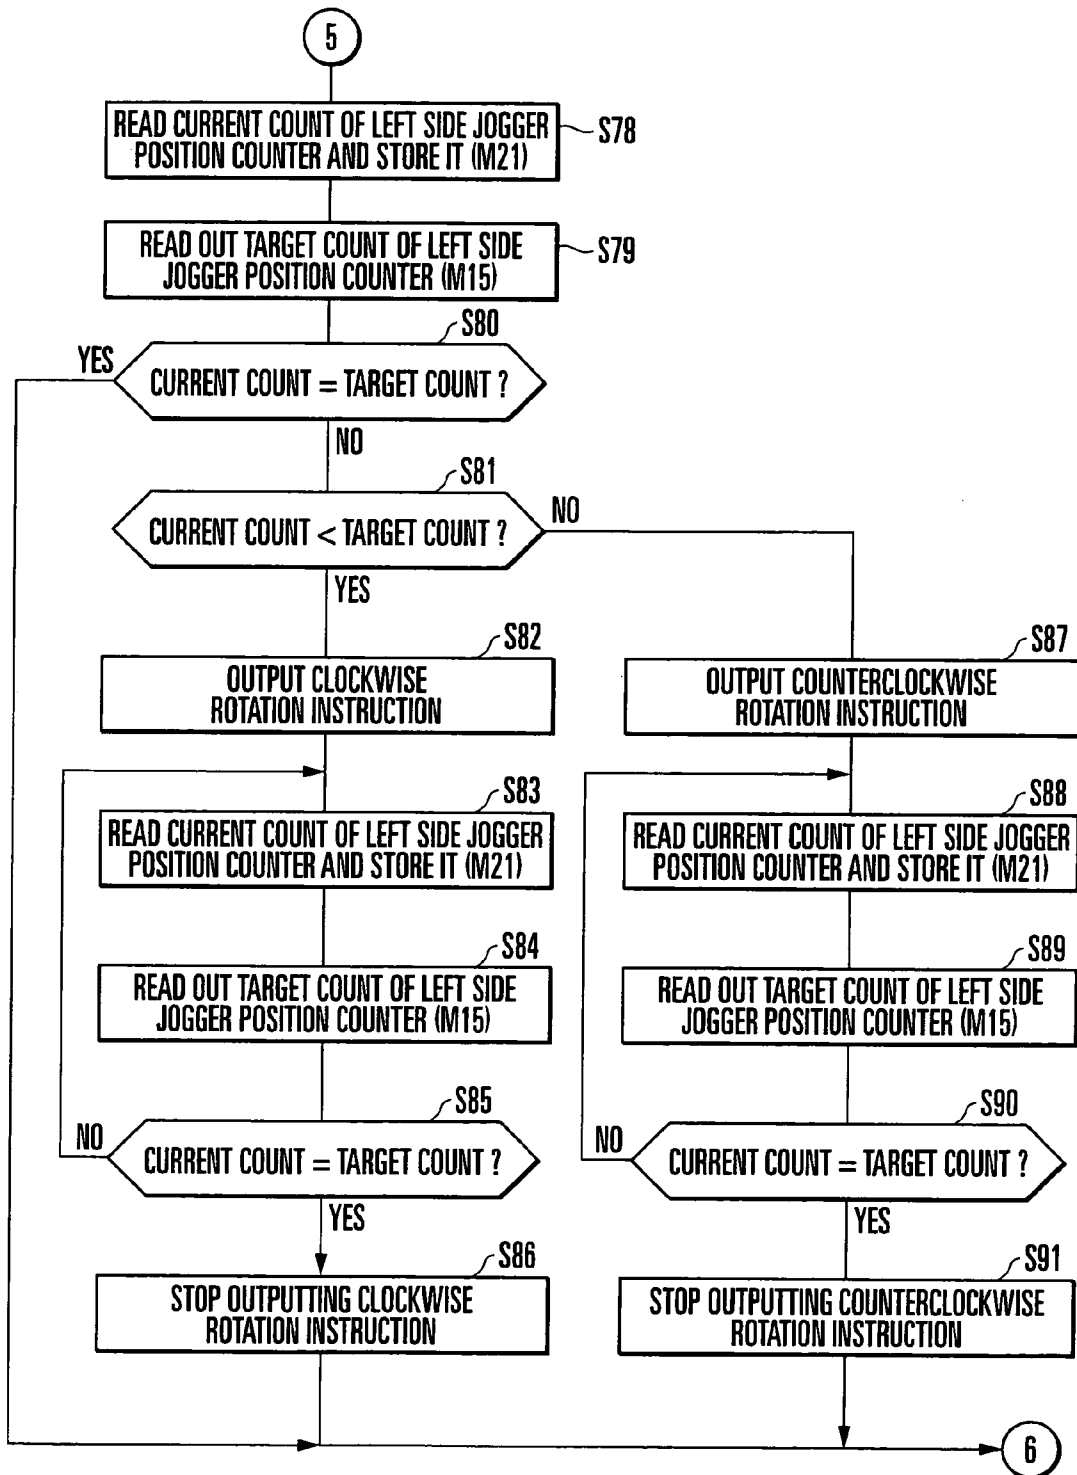 5
READ CURRENT COUNT OF LEFT SIDE JOGGER
POSITION COUNTER AND STORE IT (M21)
S78
READ OUT TARGET COUNT OF LEFT SIDE
JOGGER POSITION COUNTER (M15)
S79
S80
YES
CURRENT COUNT = TARGET COUNT ?
NO
S81
CURRENT COUNT < TARGET COUNT ?
NO
YES
S82
OUTPUT CLOCKWISE
ROTATION INSTRUCTION
S87
OUTPUT COUNTERCLOCKWISE
ROTATION INSTRUCTION
S83
READ CURRENT COUNT OF LEFT SIDE JOGGER
POSITION COUNTER AND STORE IT (M21)
S88
READ CURRENT COUNT OF LEFT SIDE JOGGER
POSITION COUNTER AND STORE IT (M21)
S84
READ OUT TARGET COUNT OF LEFT SIDE
JOGGER POSITION COUNTER (M15)
S89
READ OUT TARGET COUNT OF LEFT SIDE
JOGGER POSITION COUNTER (M15)
S85
NO
CURRENT COUNT = TARGET COUNT ?
YES
S90
NO
CURRENT COUNT = TARGET COUNT ?
YES
S86
STOP OUTPUTTING CLOCKWISE
ROTATION INSTRUCTION
S91
STOP OUTPUTTING COUNTERCLOCKWISE
ROTATION INSTRUCTION
6